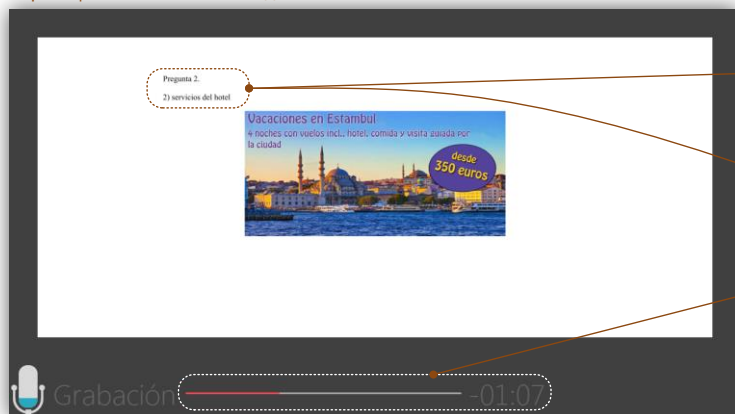 Pregunta 2.
2) servicios del hotel
Vacaciones en Estambul
4 noches con vuelos incl., hotel, comida y visita guiada por
la ciudad
desde
350 euros
Grabación
-01:07